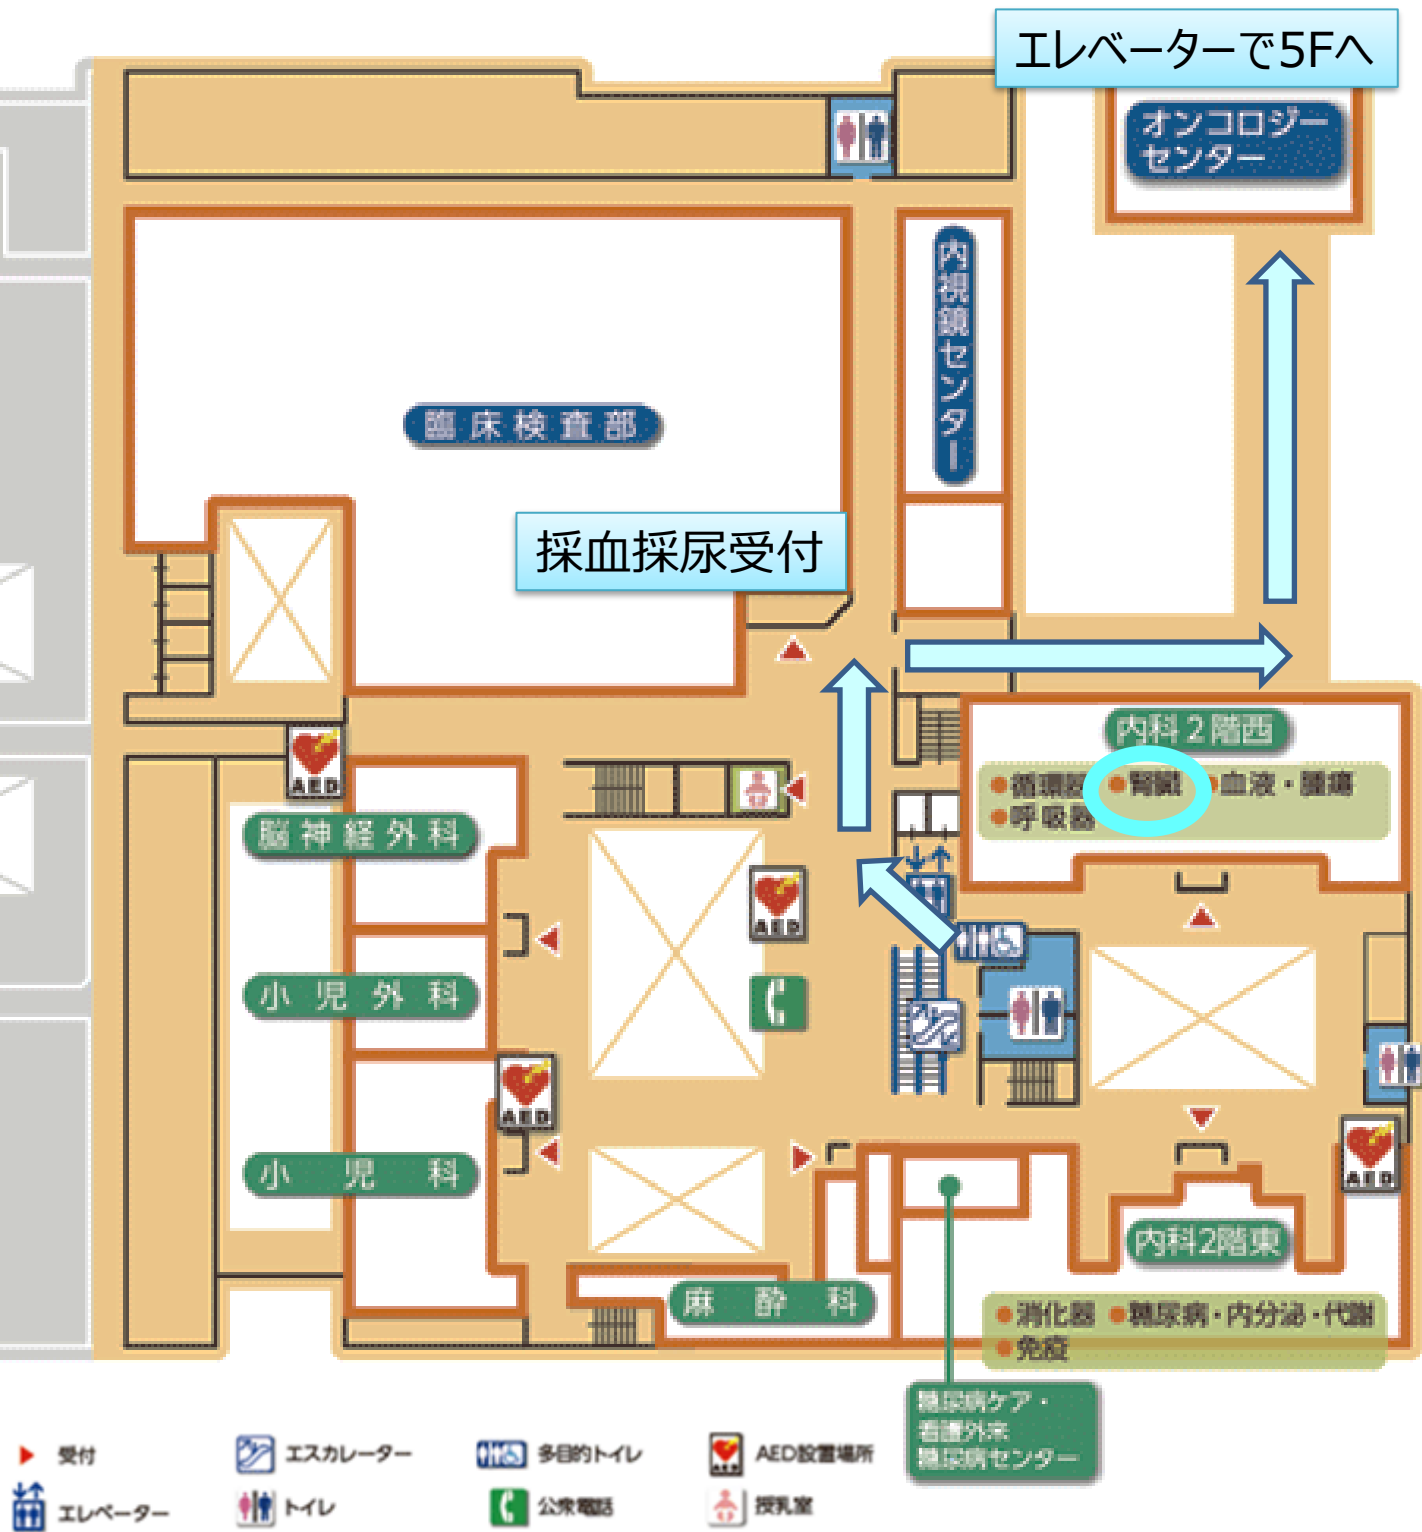 エレベーターで5Fへ
オンコロジー
センター
内視鏡センター
臨床検査部
採血採尿受付
内科2階西
循環器 腎臓 血液・腫瘍
呼吸器
AED
脳神経外科
AED
小児外科
AED
小児科
AED
内科2階東
麻酔科
消化器 糖尿病・内分泌・代謝
免疫
糖尿病ケア・
看護外来
糖尿病センター
受付
エスカレーター
多目的トイレ
AED
AED設置場所
エレベーター
トイレ
公衆電話
授乳室